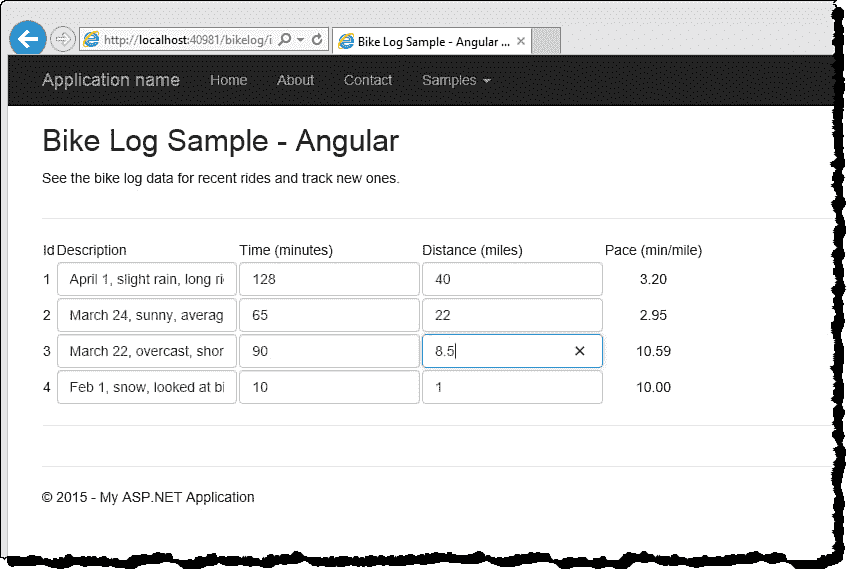 http://localhost:40981/bikelog/i
Bike Log Sample - Angular ...
Application name Home About Contact Samples
Bike Log Sample - Angular
See the bike log data for recent rides and track new ones.
Id Description Time (minutes) Distance (miles) Pace (min/mile)
1 April 1, slight rain, long ri 128 40 3.20
2 March 24, sunny, averag 65 22 2.95
3 March 22, overcast, shor 90 8.5 10.59
4 Feb 1, snow, looked at bi 10 1 10.00
© 2015 - My ASP.NET Application